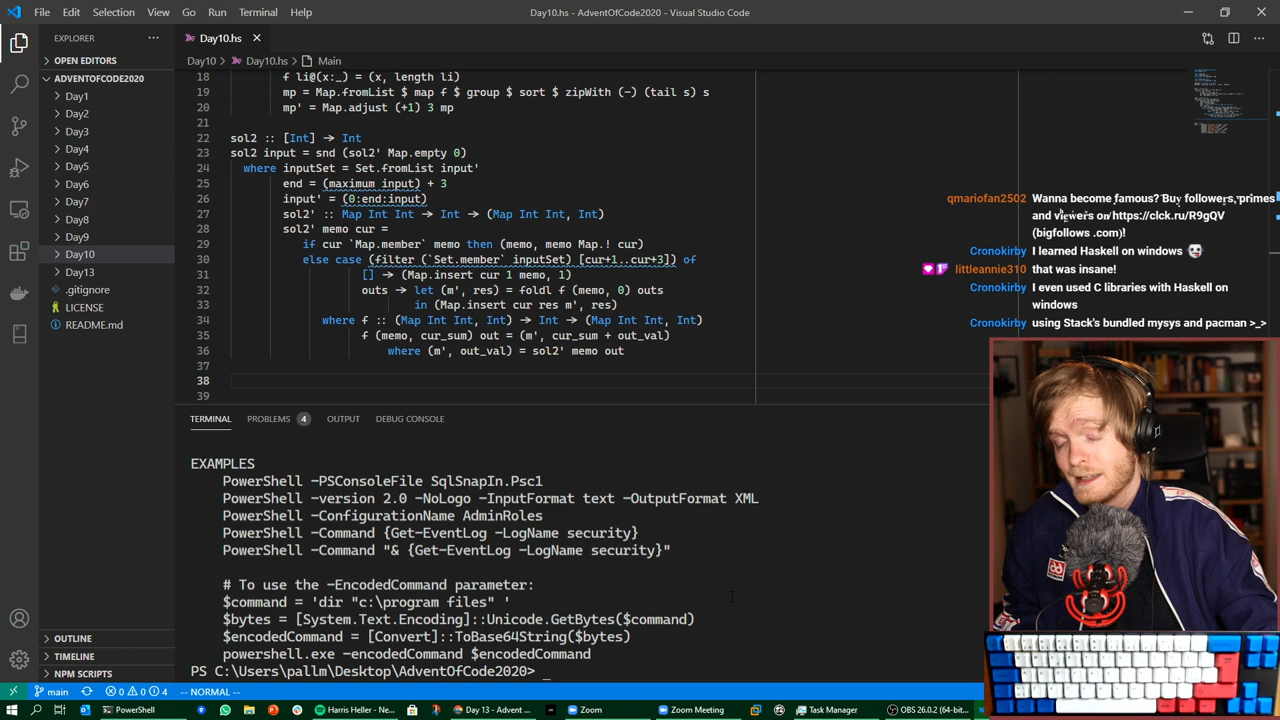 File Edit Selection View Go Run Terminal Help
Day10.hs - AdventOfCode2020 - Visual Studio Code
EXPLORER
OPEN EDITORS
ADVENTOFCODE2020
Day1
Day2
Day3
Day4
Day5
Day6
Day7
Day8
Day9
Day10
Day13
.gitignore
LICENSE
README.md
OUTLINE
TIMELINE
NPM SCRIPTS
Day10.hs
Day10 > Day10.hs > Main
18 f li@(x:_) = (x, length li)
19 mp = Map.fromList $ map f $ group $ sort $ zipWith (-) (tail s) s
20 mp' = Map.adjust (+1) 3 mp
21
22 sol2 :: [Int] → Int
23 sol2 input = snd (sol2' Map.empty 0)
24 where inputSet = Set.fromList input'
25 end = (maximum input) + 3
26 input' = (0:end:input)
27 sol2' :: Map Int Int → Int → (Map Int Int, Int)
28 sol2' memo cur =
29 if cur `Map.member` memo then (memo, memo Map.! cur)
30 else case (filter (`Set.member` inputSet) [cur+1..cur+3]) of
31 [] → (Map.insert cur 1 memo, 1)
32 outs → let (m', res) = foldl f (memo, 0) outs
33 in (Map.insert cur res m', res)
34 where f :: (Map Int Int, Int) → Int → (Map Int Int, Int)
35 f (memo, cur_sum) out = (m', cur_sum + out_val)
36 where (m', out_val) = sol2' memo out
37
38
39
qmariofan2502 Wanna become famous? Buy followers, primes
and viewers on https://clck.ru/R9gQV
(bigfollows .com)!
Cronokirby I learned Haskell on windows
littleannie310 that was insane!
Cronokirby I even used C libraries with Haskell on
windows
Cronokirby using Stack's bundled mysys and pacman >_>
TERMINAL PROBLEMS 4 OUTPUT DEBUG CONSOLE
EXAMPLES
PowerShell -PSConsoleFile SqlSnapIn.Psc1
PowerShell -version 2.0 -NoLogo -InputFormat text -OutputFormat XML
PowerShell -ConfigurationName AdminRoles
PowerShell -Command {Get-EventLog -LogName security}
PowerShell -Command "& {Get-EventLog -LogName security}"
# To use the -EncodedCommand parameter:
$command = 'dir "c:\program files" '
$bytes = [System.Text.Encoding]::Unicode.GetBytes($command)
$encodedCommand = [Convert]::ToBase64String($bytes)
powershell.exe -encodedCommand $encodedCommand
PS C:\Users\pallm\Desktop\AdventOfCode2020> _
main 0 0 4 -- NORMAL --
PowerShell Harris Heller - Ne... Day 13 - Advent ... Zoom Zoom Meeting Task Manager OBS 26.0.2 (64-bit...